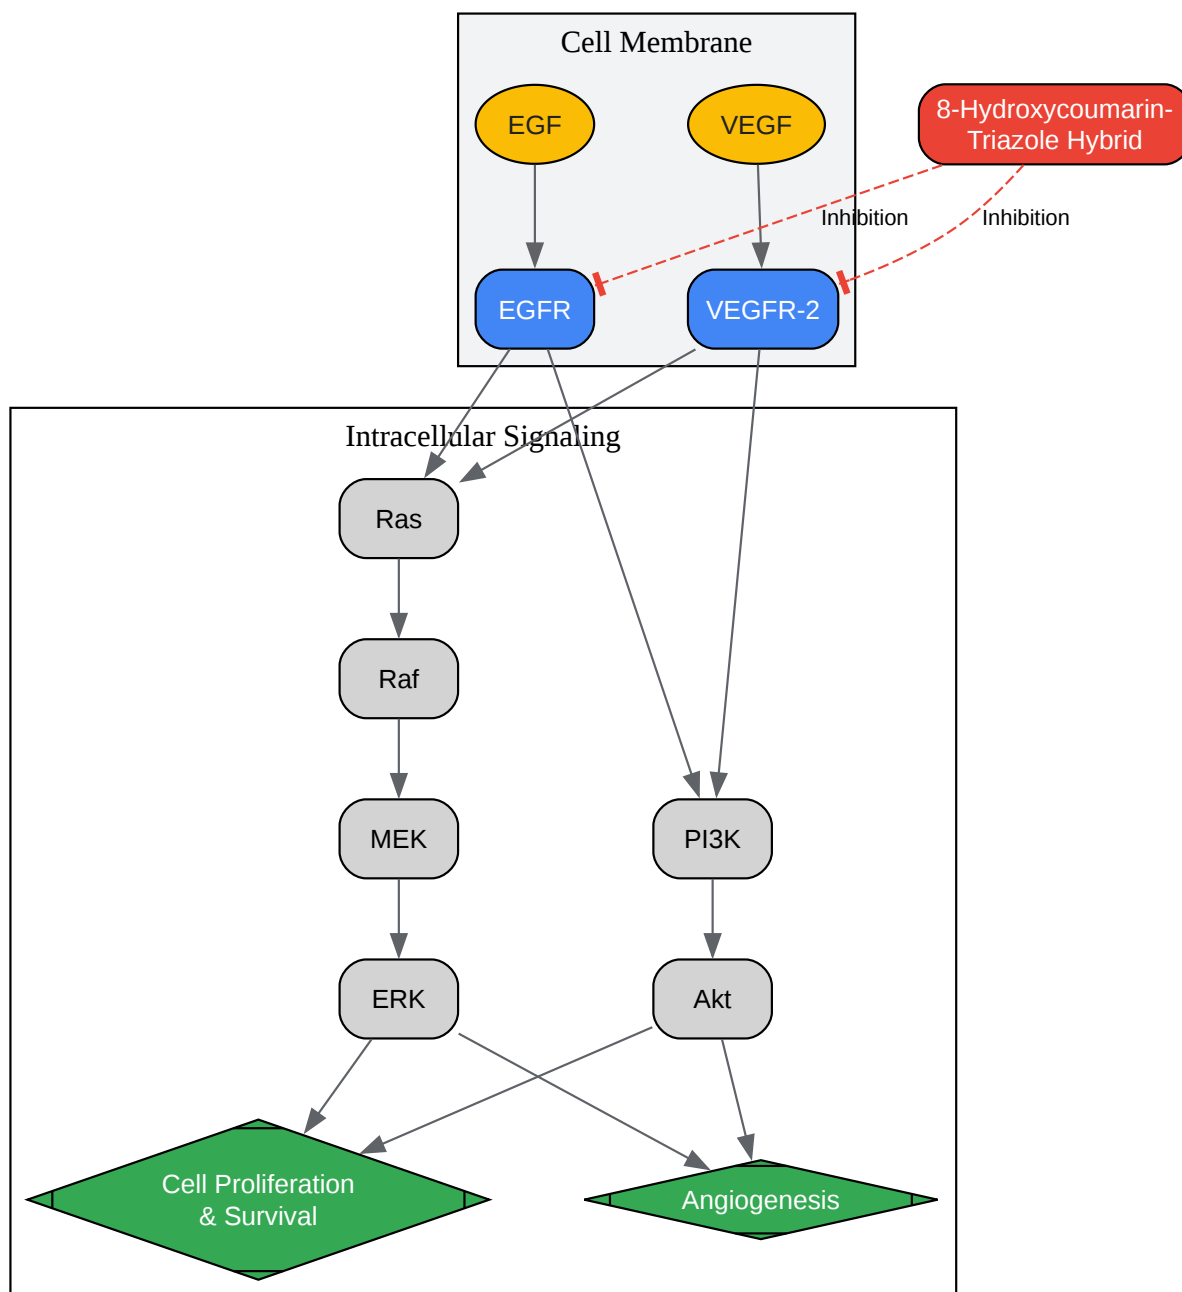 Cell Membrane
EGF
VEGF
8-Hydroxycoumarin-
Triazole Hybrid
Inhibition
Inhibition
EGFR
VEGFR-2
Intracellular Signaling
Ras
Raf
MEK
PI3K
ERK
Akt
Cell Proliferation
& Survival
Angiogenesis